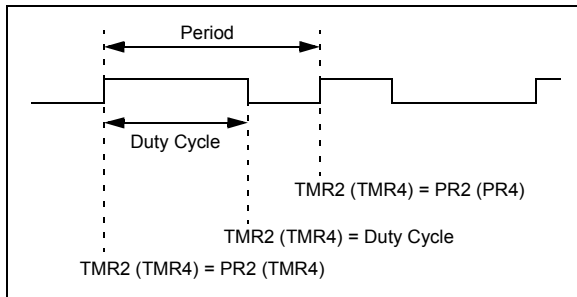 Period
Duty Cycle
TMR2 (TMR4) = PR2 (PR4)
TMR2 (TMR4) = Duty Cycle
TMR2 (TMR4) = PR2 (TMR4)